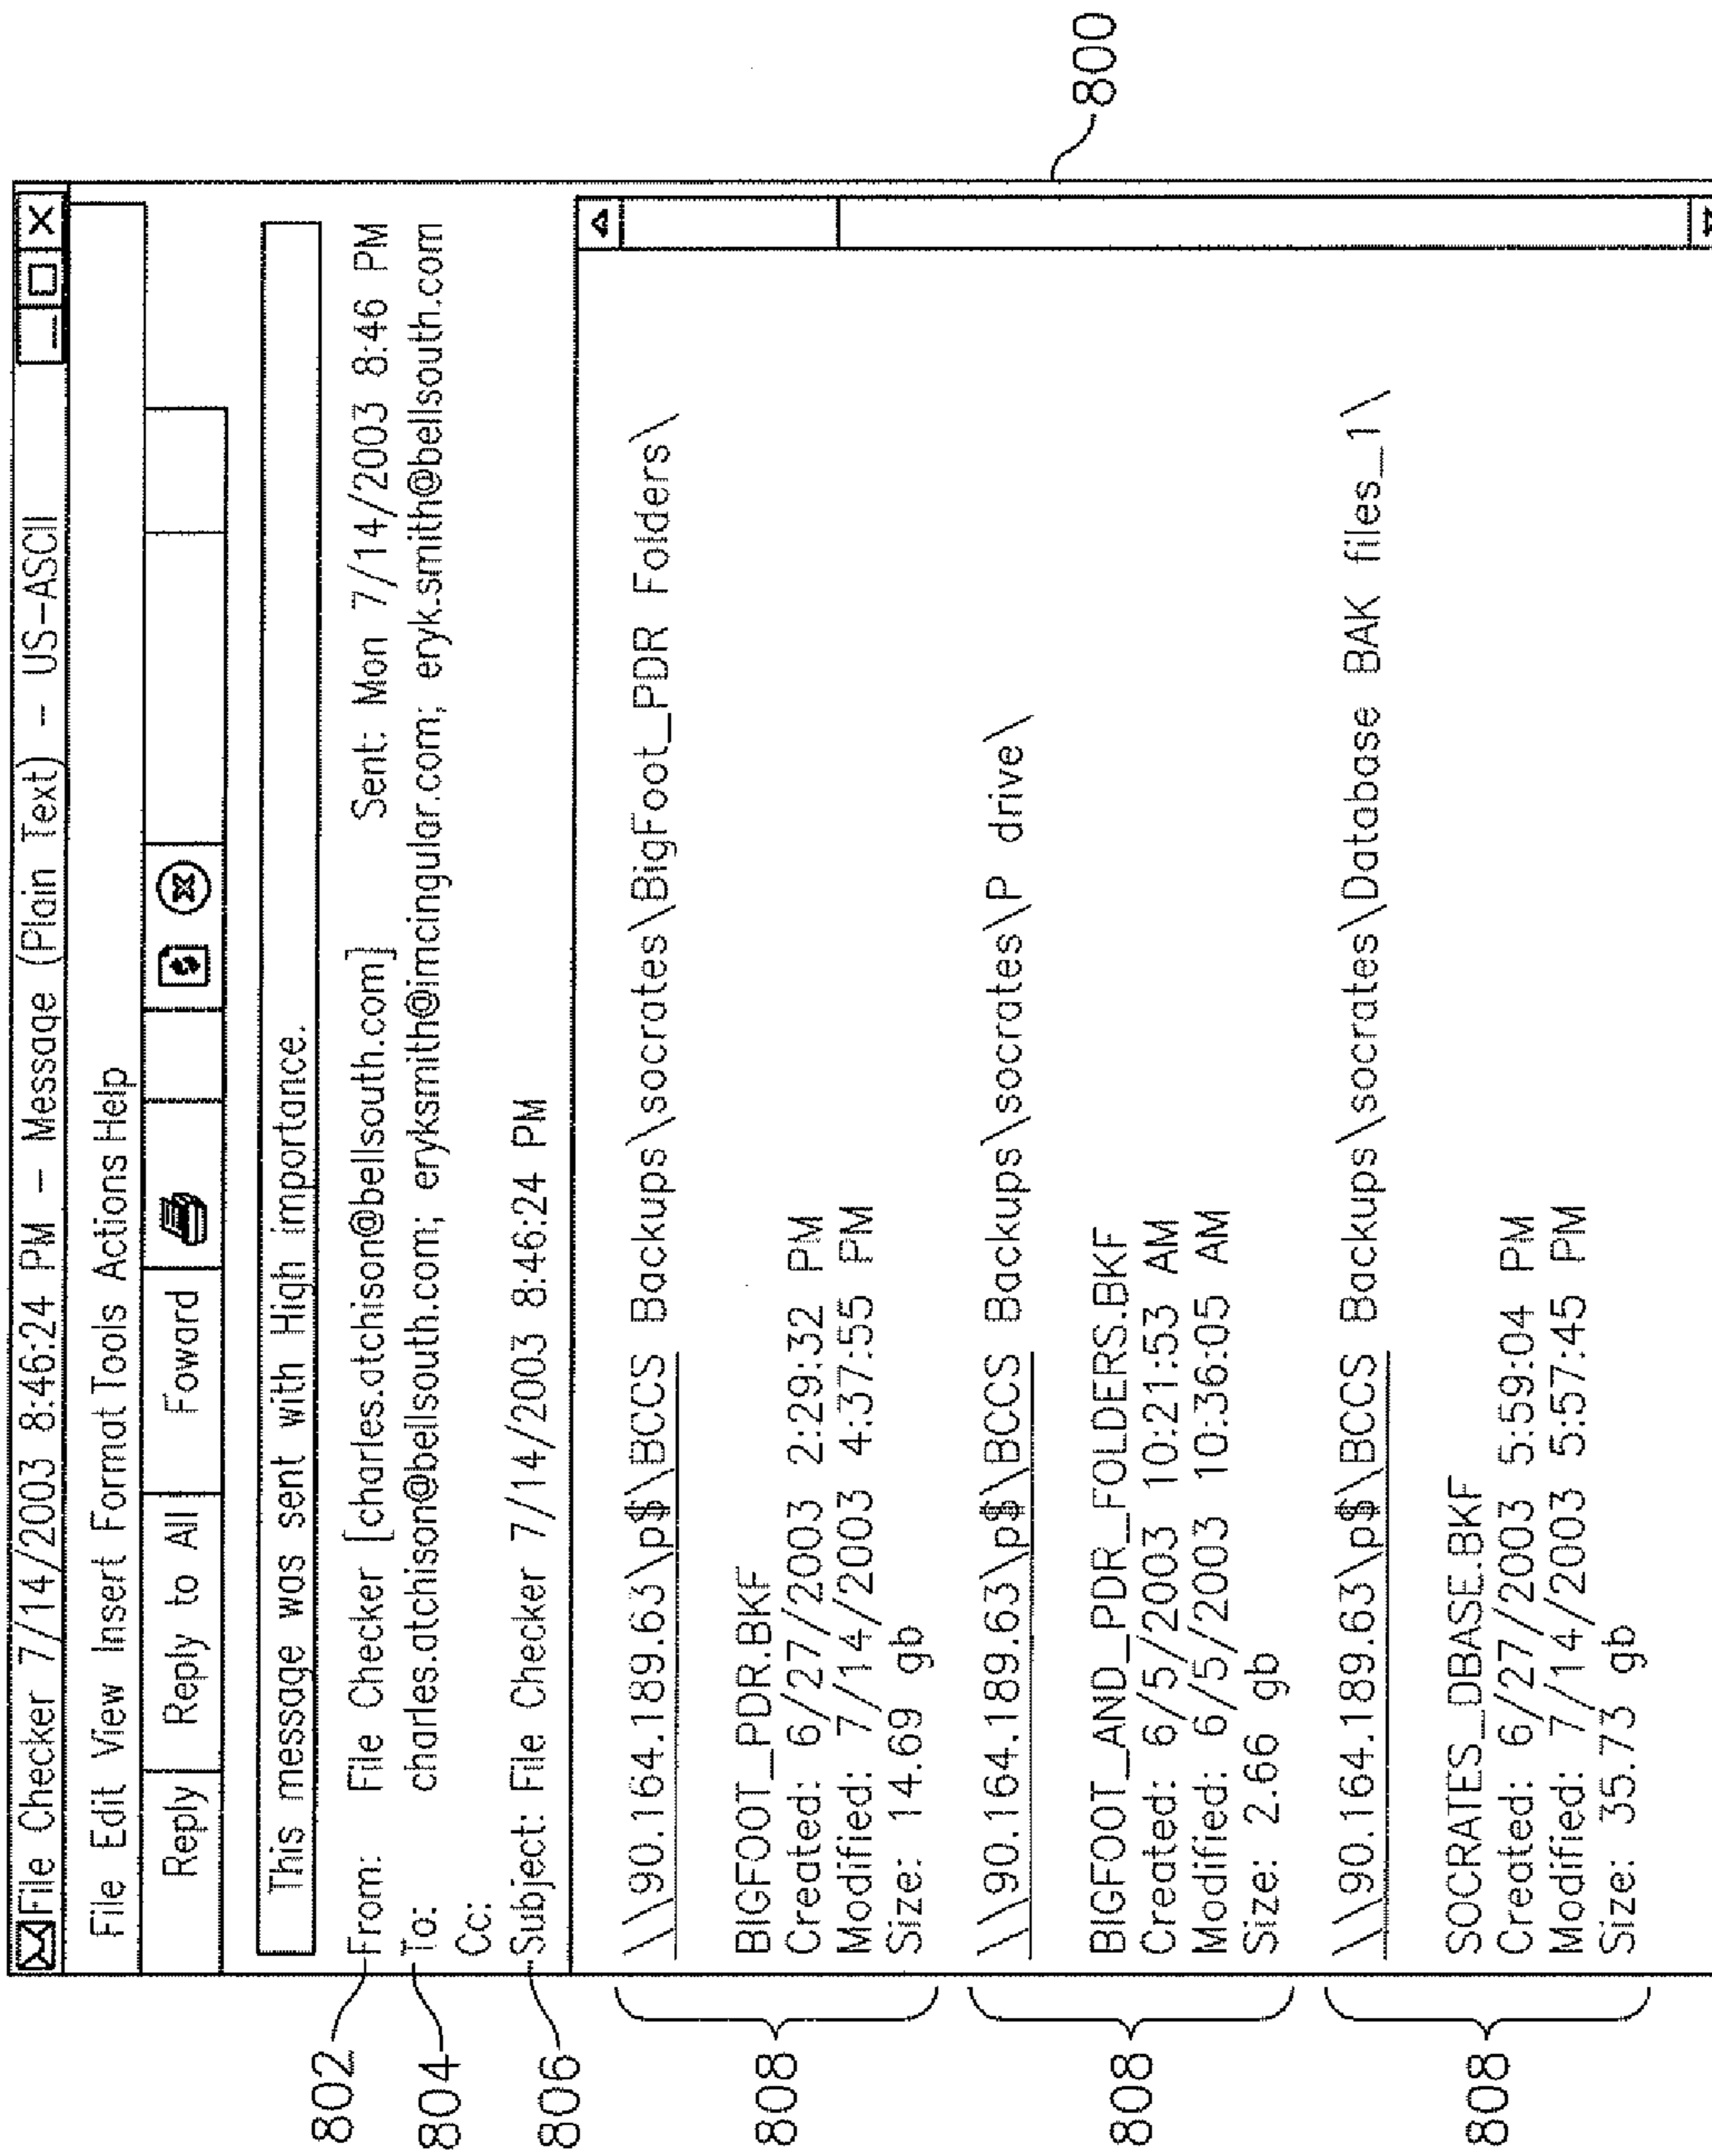 File Checker 7/14/2003 8:46:24 PM – Message (Plain Text) – US-ASCII
File Edit View Insert Format Tools Actions Help
Reply Reply to All Foward
This message was sent with High importance.
802 From: File Checker [charles.atchison@bellsouth.com] Sent: Mon 7/14/2003 8:46 PM
804 To: charles.atchison@bellsouth.com; eryksmith@imcingular.com; eryk.smith@bellsouth.com
Cc:
806 Subject: File Checker 7/14/2003 8:46:24 PM
\\90.164.189.63\p$\BCCS Backups\socrates\BigFoot_PDR Folders\
808
BIGFOOT_PDR.BKF
Created: 6/27/2003 2:29:32 PM
Modified: 7/14/2003 4:37:55 PM
Size: 14.69 gb
\\90.164.189.63\p$\BCCS Backups\socrates\P drive\
808
BIGFOOT_AND_PDR_FOLDERS.BKF
Created: 6/5/2003 10:21:53 AM
Modified: 6/5/2003 10:36:05 AM
Size: 2.66 gb
\\90.164.189.63\p$\BCCS Backups\socrates\Database BAK files_1\
808
SOCRATES_DBASE.BKF
Created: 6/27/2003 5:59:04 PM
Modified: 7/14/2003 5:57:45 PM
Size: 35.73 gb
800